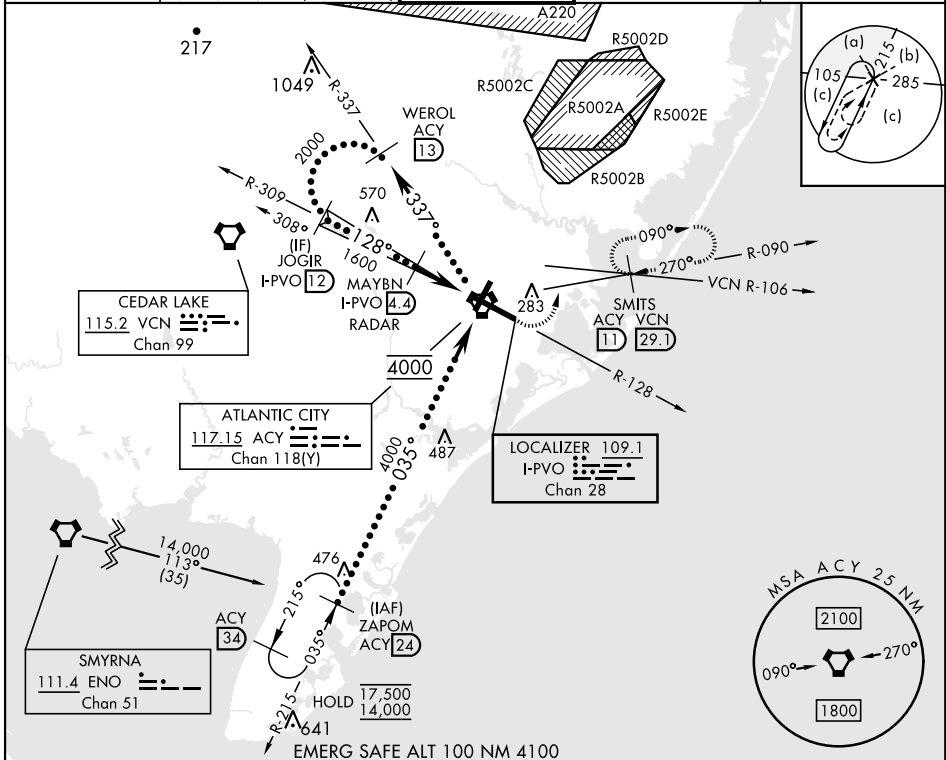 A220
217
R5002D
R5002C
R5002A
R5002E
R5002B
1049
R-337
WEROL
ACY
13
2000
570
337°
R-309
308°
(IF)
JOGIR
I-PVO 12
128°
1600
MAYBN
I-PVO 4.4
RADAR
CEDAR LAKE
115.2 VCN
Chan 99
283
090°
270°
R-090
VCN R-106
SMITS
ACY VCN
11 29.1
R-128
4000
ATLANTIC CITY
117.15 ACY
Chan 118(Y)
4000
035°
487
LOCALIZER 109.1
I-PVO
Chan 28
14,000
113°
(35)
476
215°
035°
(IAF)
ZAPOM
ACY 24
ACY
34
SMYRNA
111.4 ENO
Chan 51
HOLD 17,500
14,000
R-215
641
EMERG SAFE ALT 100 NM 4100
(a)
215
(b)
105
285
(c)
(c)
MSA ACY 25 NM
2100
090°
270°
1800